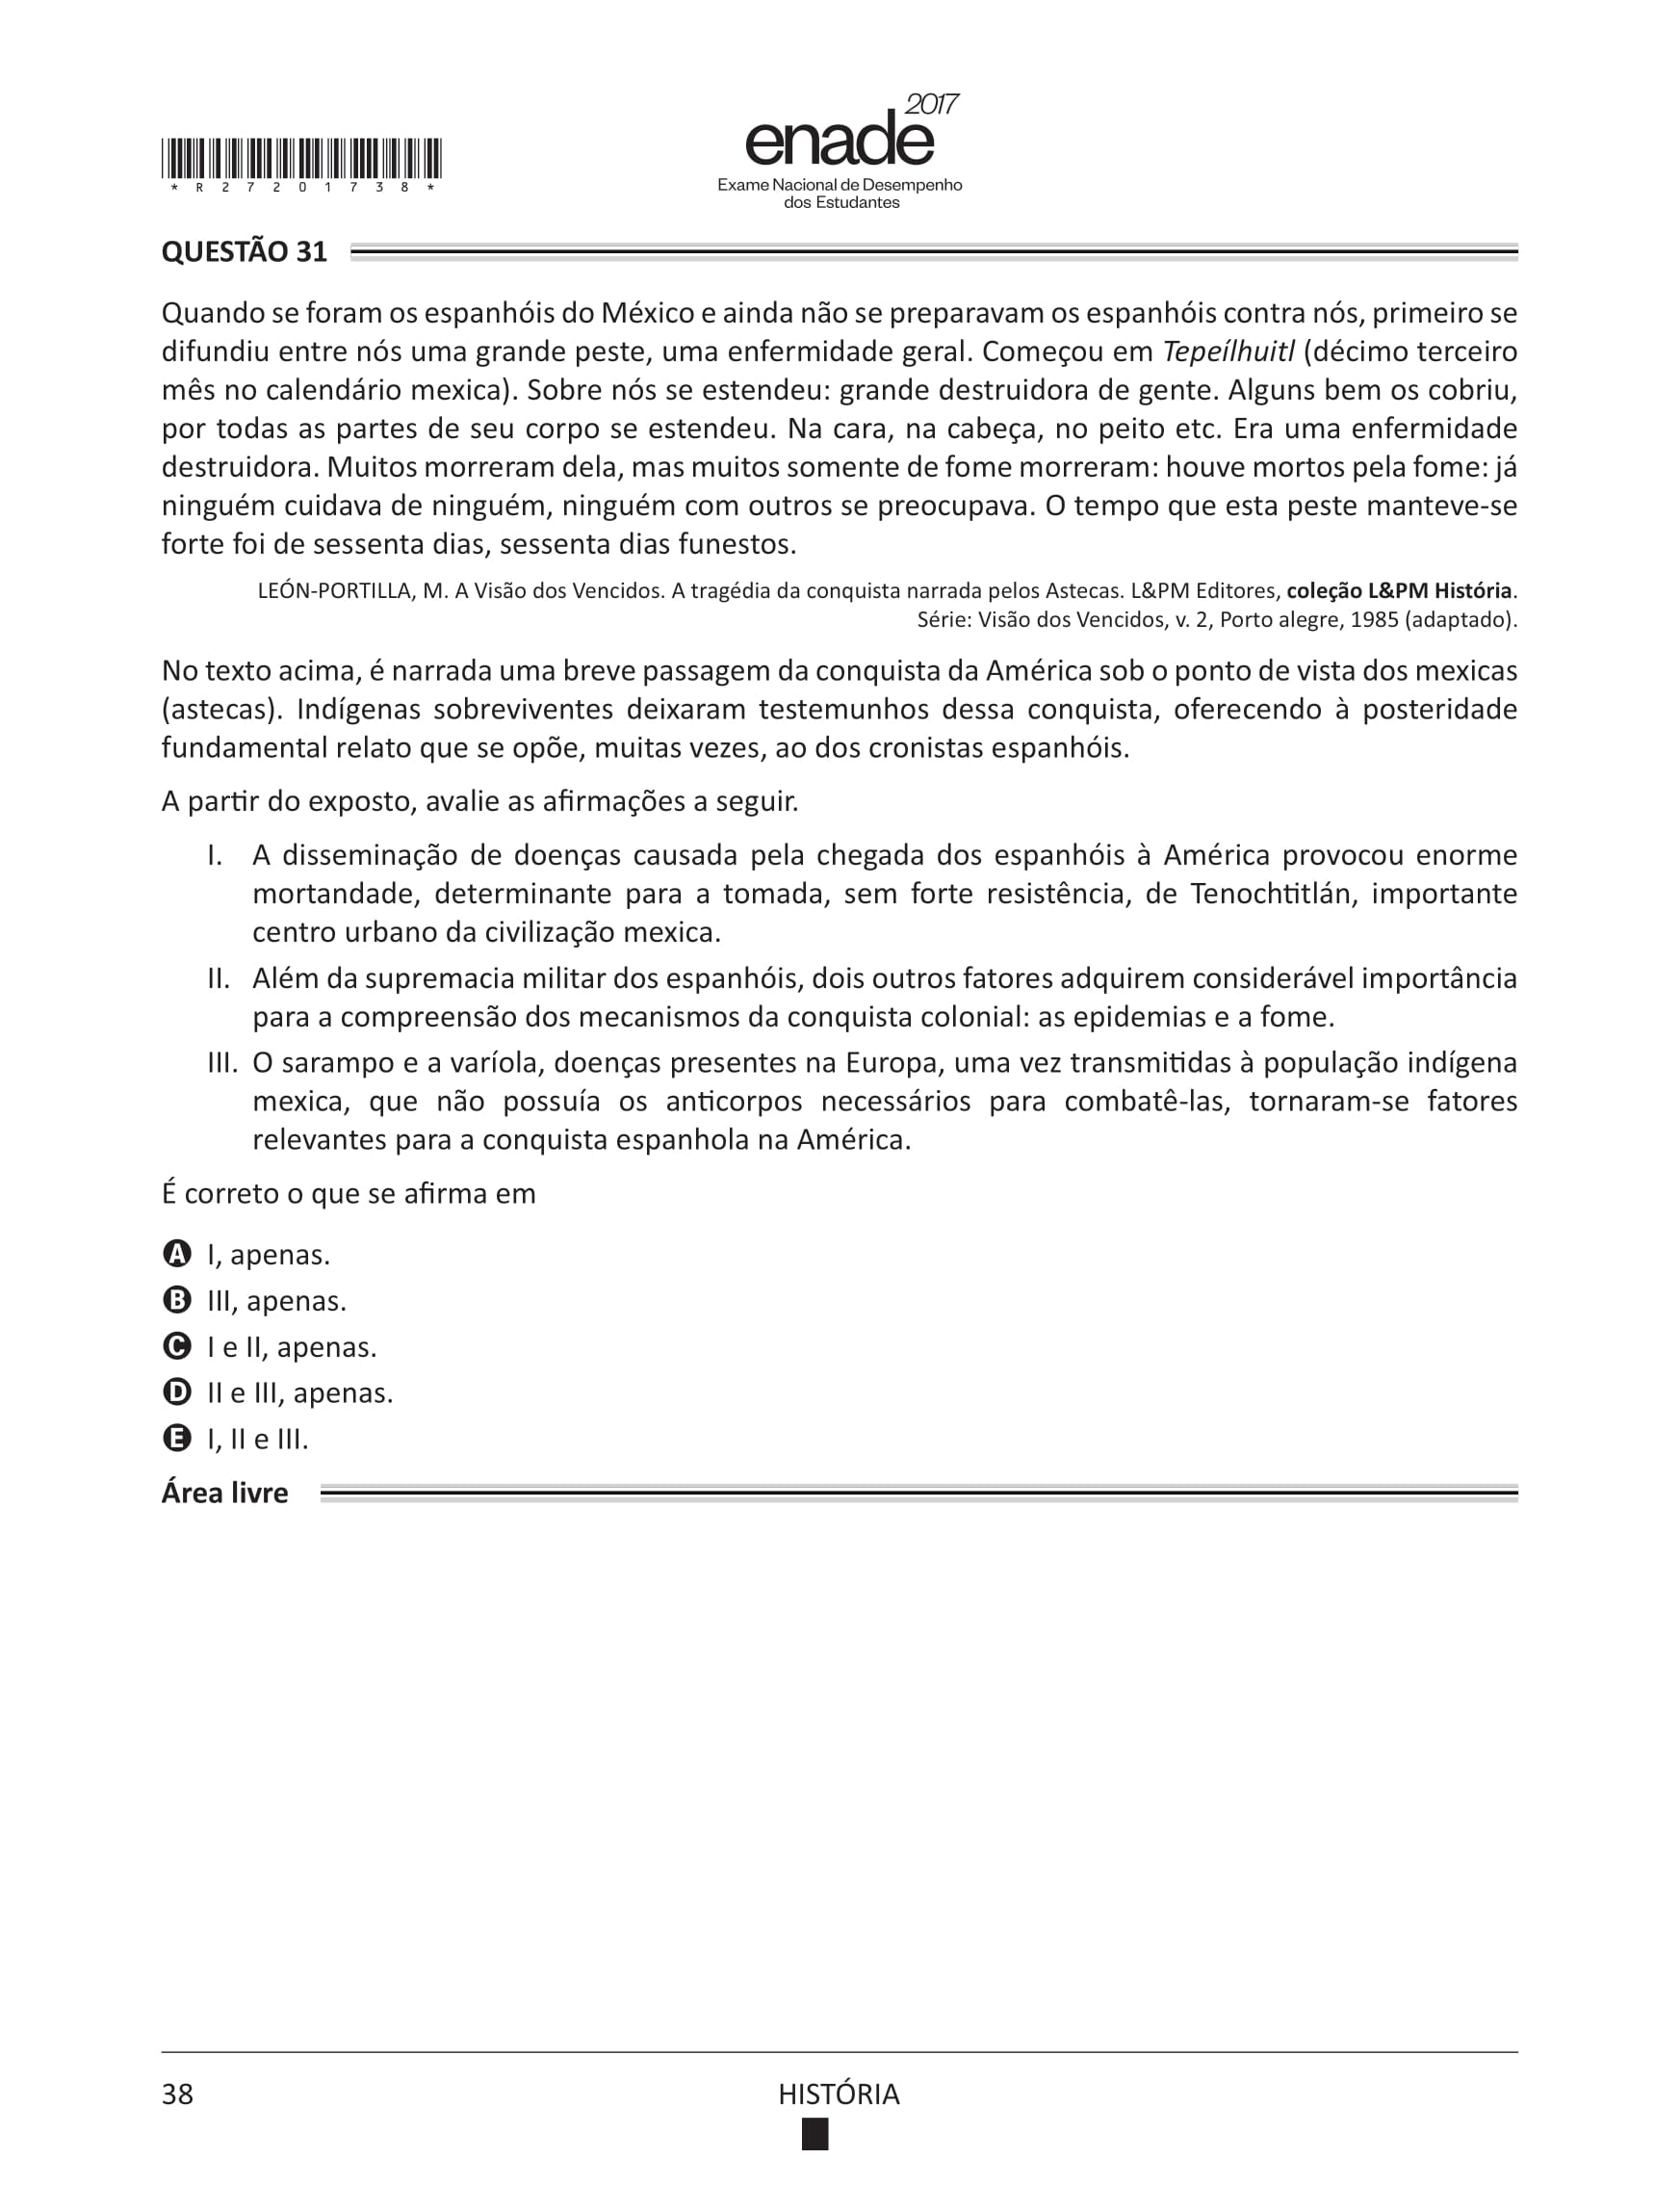 2017
enade
Exame Nacional de Desempenho
dos Estudantes
*R27201738*
QUESTÃO 31
Quando se foram os espanhóis do México e ainda não se preparavam os espanhóis contra nós, primeiro se
difundiu entre nós uma grande peste, uma enfermidade geral. Começou em Tepeílhuitl (décimo terceiro
mês no calendário mexica). Sobre nós se estendeu: grande destruidora de gente. Alguns bem os cobriu,
por todas as partes de seu corpo se estendeu. Na cara, na cabeça, no peito etc. Era uma enfermidade
destruidora. Muitos morreram dela, mas muitos somente de fome morreram: houve mortos pela fome: já
ninguém cuidava de ninguém, ninguém com outros se preocupava. O tempo que esta peste manteve-se
forte foi de sessenta dias, sessenta dias funestos.
LEÓN-PORTILLA, M. A Visão dos Vencidos. A tragédia da conquista narrada pelos Astecas. L&PM Editores, coleção L&PM História.
Série: Visão dos Vencidos, v. 2, Porto alegre, 1985 (adaptado).
No texto acima, é narrada uma breve passagem da conquista da América sob o ponto de vista dos mexicas
(astecas). Indígenas sobreviventes deixaram testemunhos dessa conquista, oferecendo à posteridade
fundamental relato que se opõe, muitas vezes, ao dos cronistas espanhóis.
A partir do exposto, avalie as afirmações a seguir.
I. A disseminação de doenças causada pela chegada dos espanhóis à América provocou enorme
mortandade, determinante para a tomada, sem forte resistência, de Tenochtitlán, importante
centro urbano da civilização mexica.
II. Além da supremacia militar dos espanhóis, dois outros fatores adquirem considerável importância
para a compreensão dos mecanismos da conquista colonial: as epidemias e a fome.
III. O sarampo e a varíola, doenças presentes na Europa, uma vez transmitidas à população indígena
mexica, que não possuía os anticorpos necessários para combatê-las, tornaram-se fatores
relevantes para a conquista espanhola na América.
É correto o que se afirma em
A I, apenas.
B III, apenas.
C I e II, apenas.
D II e III, apenas.
E I, II e III.
Área livre
38
HISTÓRIA